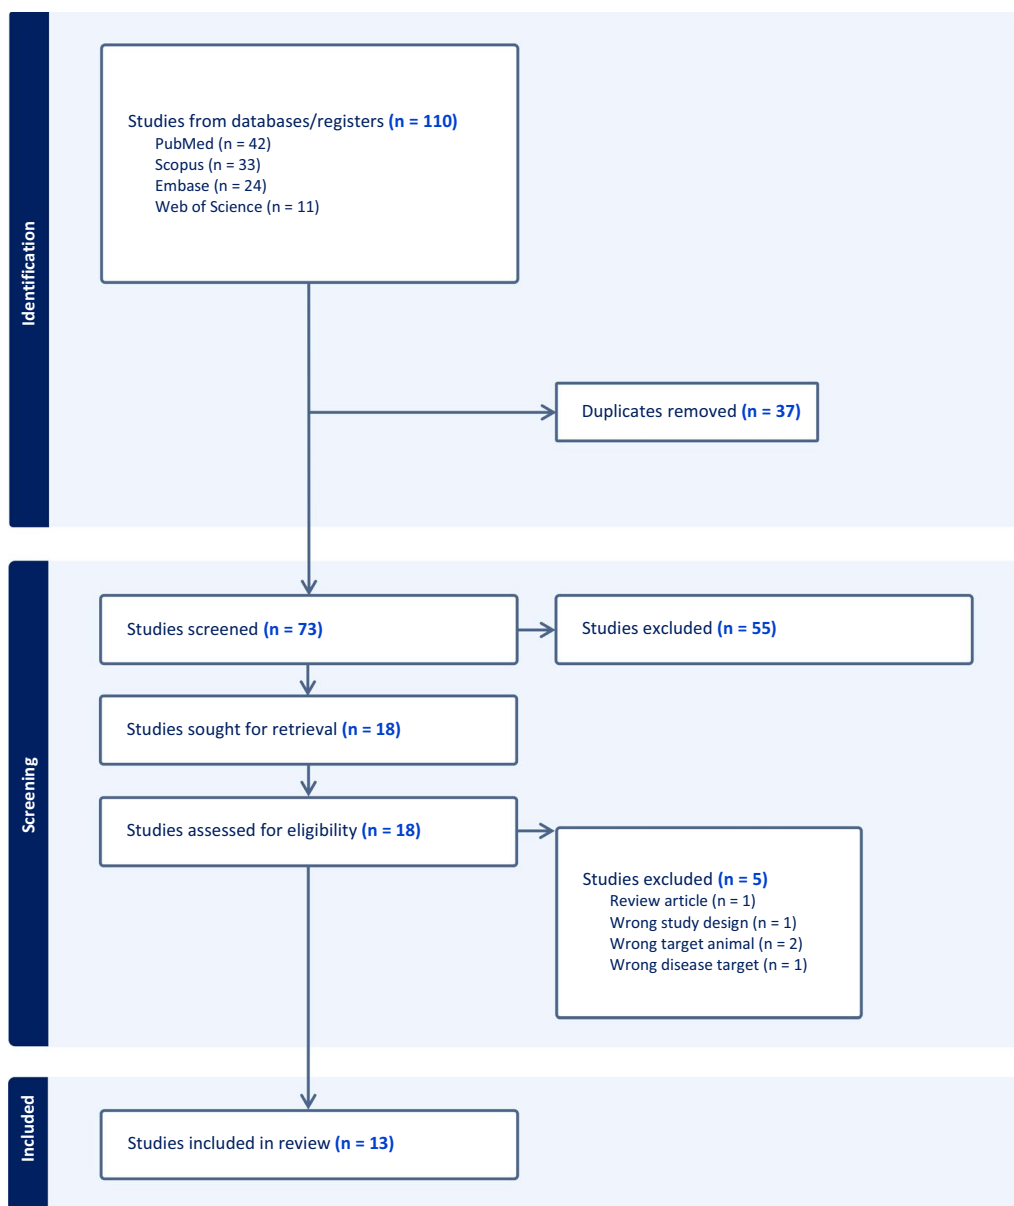 Identification
Studies from databases/registers (n = 110)
PubMed (n = 42)
Scopus (n = 33)
Embase (n = 24)
Web of Science (n = 11)
Duplicates removed (n = 37)
Screening
Studies screened (n = 73)
Studies excluded (n = 55)
Studies sought for retrieval (n = 18)
Studies assessed for eligibility (n = 18)
Studies excluded (n = 5)
Review article (n = 1)
Wrong study design (n = 1)
Wrong target animal (n = 2)
Wrong disease target (n = 1)
Included
Studies included in review (n = 13)